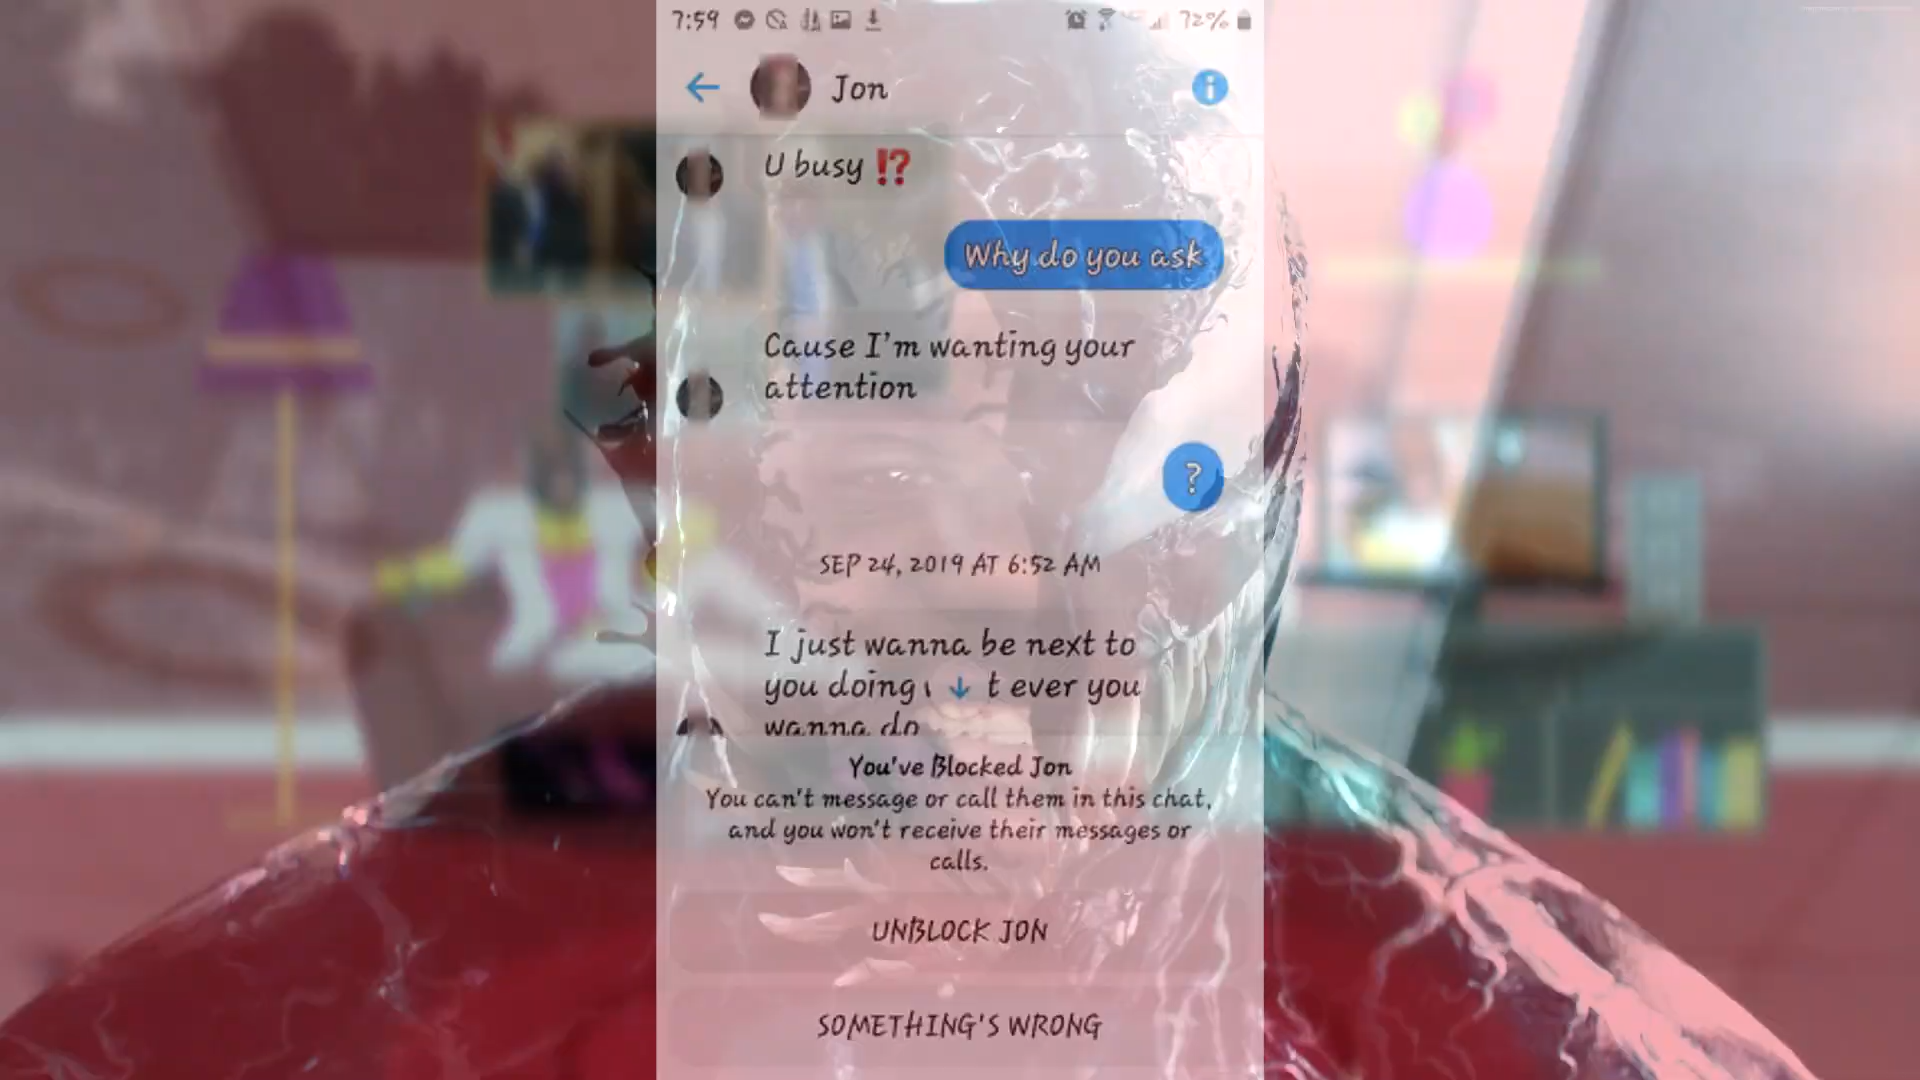 7:59
72%
Jon
U busy ⁉️
Why do you ask
Cause I'm wanting your
attention
?
SEP 24, 2019 AT 6:52 AM
I just wanna be next to
you doing t ever you
wanna do
You've Blocked Jon
You can't message or call them in this chat,
and you won't receive their messages or
calls.
UNBLOCK JON
SOMETHING'S WRONG